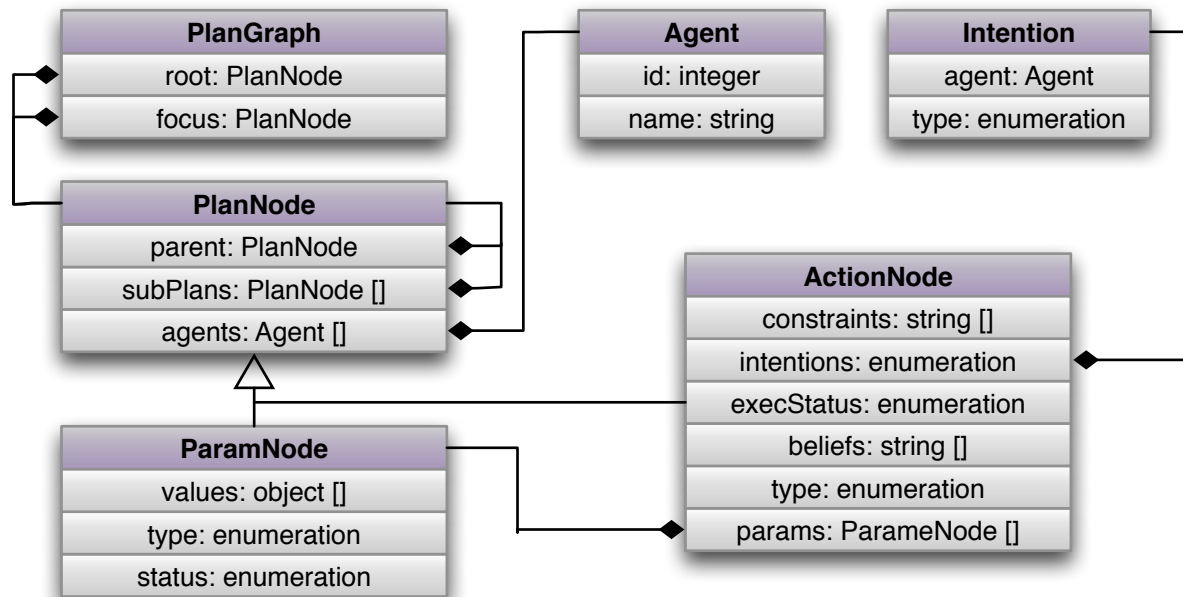 PlanGraph
root: PlanNode
focus: PlanNode
Agent
id: integer
name: string
Intention
agent: Agent
type: enumeration
PlanNode
parent: PlanNode
subPlans: PlanNode []
agents: Agent []
ActionNode
constraints: string []
intentions: enumeration
execStatus: enumeration
beliefs: string []
type: enumeration
params: ParameNode []
ParamNode
values: object []
type: enumeration
status: enumeration